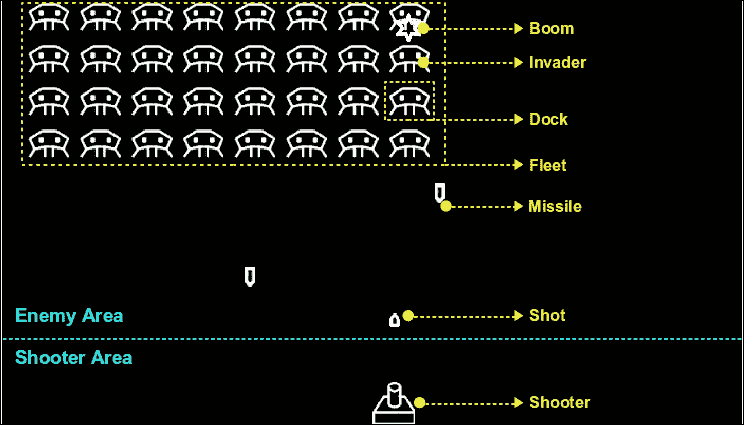 Boom
Invader
Dock
Fleet
Missile
Enemy Area
Shot
Shooter Area
Shooter